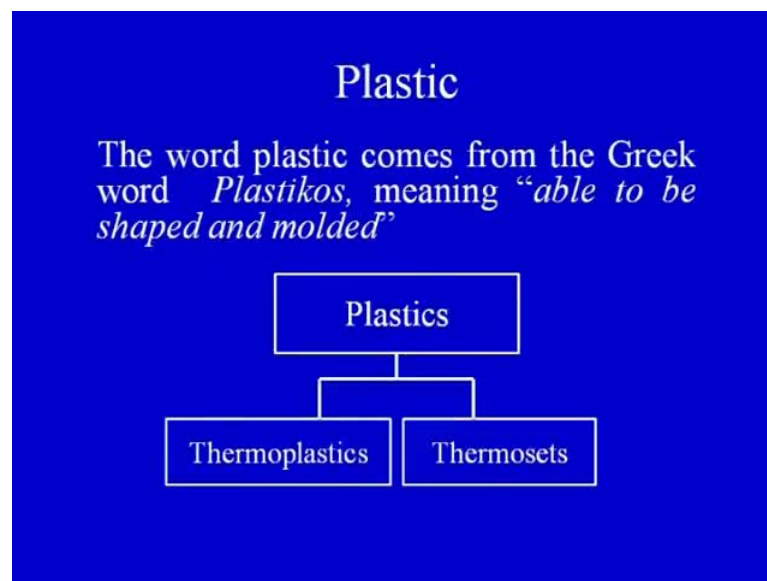 Plastic
The word plastic comes from the Greek
word Plastikos, meaning “able to be
shaped and molded”
Plastics
Thermoplastics
Thermosets